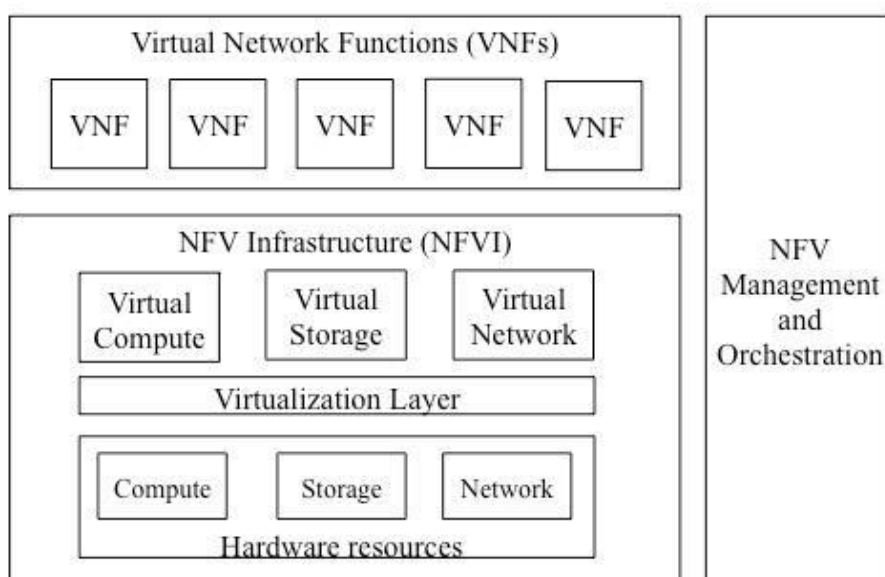 Virtual Network Functions (VNFs)
VNF VNF VNF VNF VNF
NFV Infrastructure (NFVI)
Virtual
Compute
Virtual
Storage
Virtual
Network
Virtualization Layer
Compute Storage Network
Hardware resources
NFV
Management
and
Orchestration